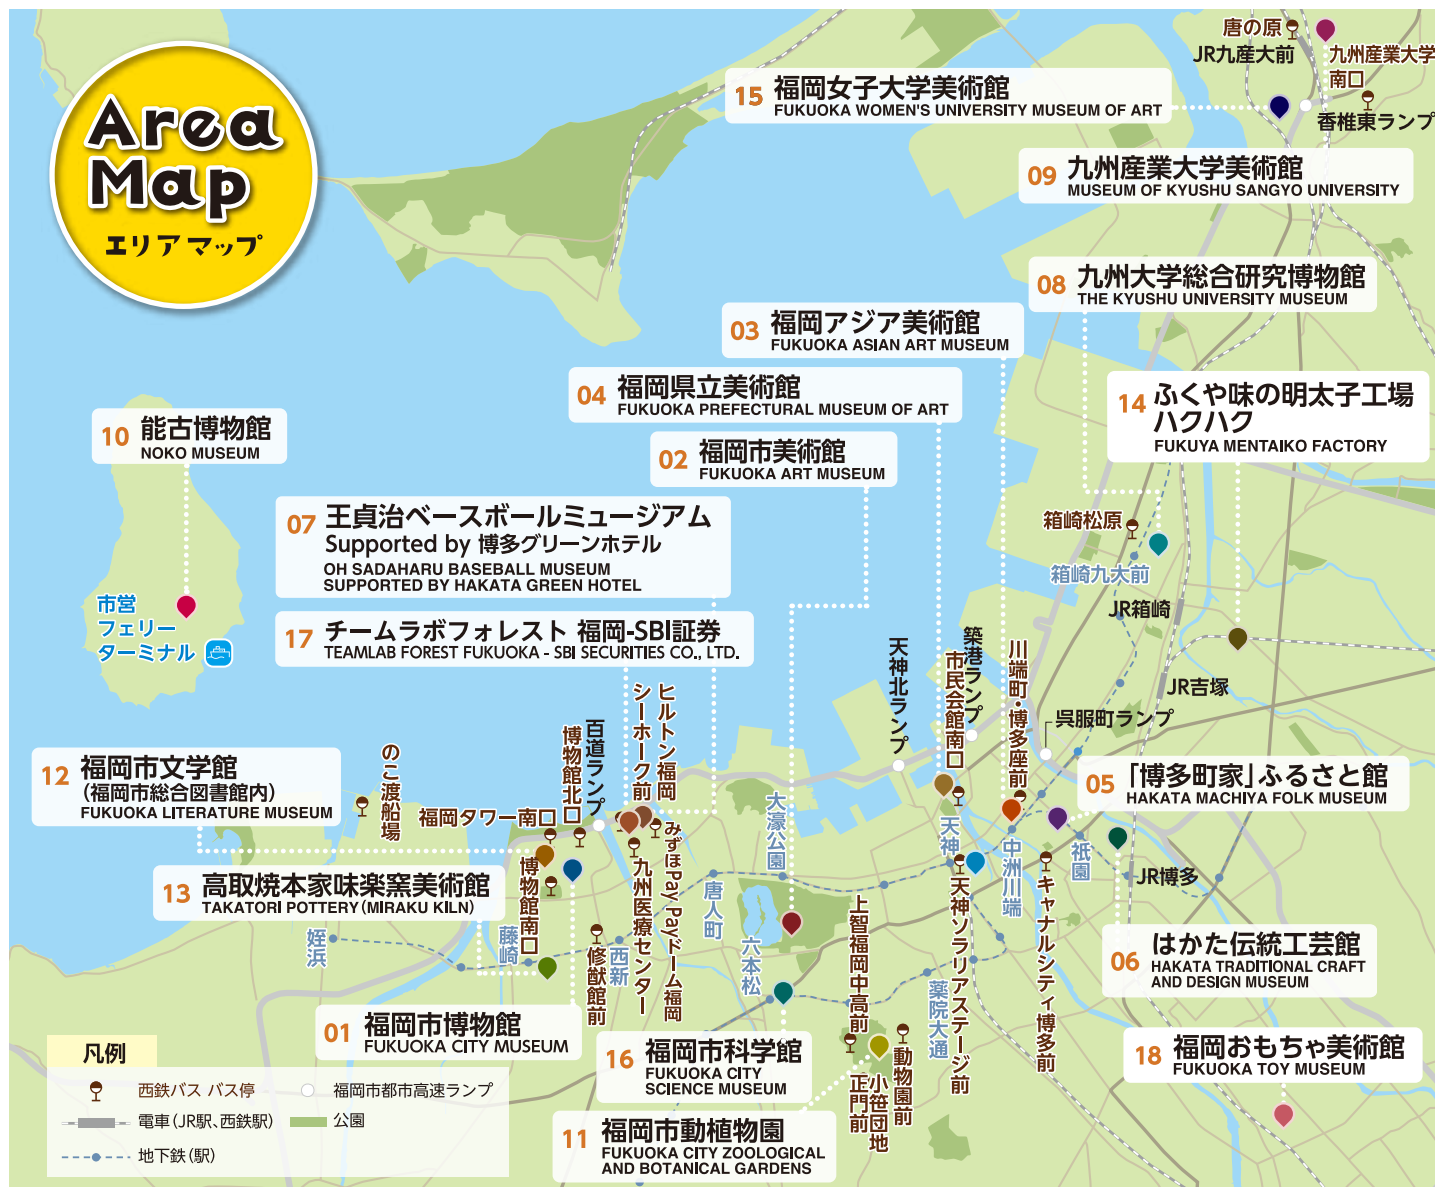 Area
Map
エリアマップ
唐の原
JR九産大前
九州産業大学
南口
香椎東ランプ
15 福岡女子大学美術館
FUKUOKA WOMEN'S UNIVERSITY MUSEUM OF ART
09 九州産業大学美術館
MUSEUM OF KYUSHU SANGYO UNIVERSITY
08 九州大学総合研究博物館
THE KYUSHU UNIVERSITY MUSEUM
03 福岡アジア美術館
FUKUOKA ASIAN ART MUSEUM
04 福岡県立美術館
FUKUOKA PREFECTURAL MUSEUM OF ART
14 ふくや味の明太子工場
ハクハク
FUKUYA MENTAIKO FACTORY
10 能古博物館
NOKO MUSEUM
02 福岡市美術館
FUKUOKA ART MUSEUM
07 王貞治ベースボールミュージアム
Supported by 博多グリーンホテル
OH SADAHARU BASEBALL MUSEUM
SUPPORTED BY HAKATA GREEN HOTEL
箱崎松原
箱崎九大前
JR箱崎
市営
フェリー
ターミナル
17 チームラボフォレスト 福岡-SBI証券
TEAMLAB FOREST FUKUOKA - SBI SECURITIES CO., LTD.
天神北ランプ
築港ランプ
市民会館南口
川端町・博多座前
JR吉塚
呉服町ランプ
ヒルトン福岡
シーホーク前
百道ランプ
博物館北口
のこ渡船場
12 福岡市文学館
(福岡市総合図書館内)
FUKUOKA LITERATURE MUSEUM
福岡タワー南口
05 「博多町家」ふるさと館
HAKATA MACHIYA FOLK MUSEUM
大濠公園
天神
中洲川端
祇園
JR博多
みずほPay Payドーム福岡
九州医療センター
博物館南口
13 高取焼本家味楽窯美術館
TAKATORI POTTERY (MIRAKU KILN)
姪浜
藤崎
修猷館前
西新
唐人町
六本松
上智福岡中高前
薬院大通
天神ソラリアステージ前
キャナルシティ博多前
06 はかた伝統工芸館
HAKATA TRADITIONAL CRAFT
AND DESIGN MUSEUM
01 福岡市博物館
FUKUOKA CITY MUSEUM
16 福岡市科学館
FUKUOKA CITY
SCIENCE MUSEUM
動物園前
小笹団地
正門前
18 福岡おもちゃ美術館
FUKUOKA TOY MUSEUM
11 福岡市動植物園
FUKUOKA CITY ZOOLOGICAL
AND BOTANICAL GARDENS
凡例
西鉄バス バス停
福岡市都市高速ランプ
電車(JR駅、西鉄駅)
公園
地下鉄(駅)